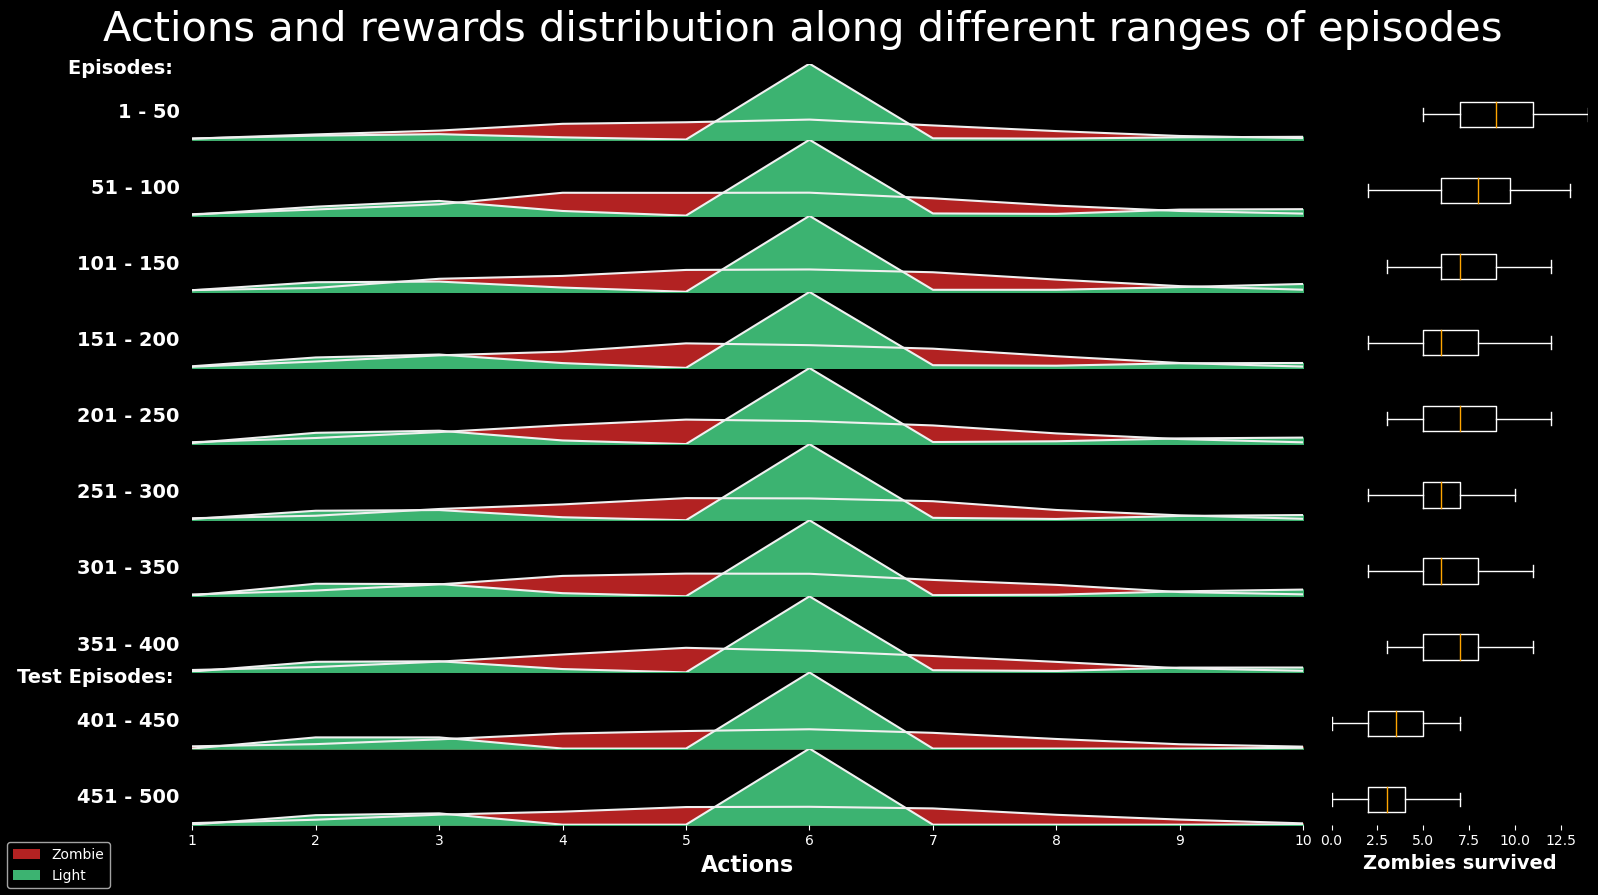 Actions and rewards distribution along different ranges of episodes
Episodes:
1 - 50
51 - 100
101 - 150
151 - 200
201 - 250
251 - 300
301 - 350
351 - 400
Test Episodes:
401 - 450
451 - 500
1 2 3 4 5 6 7 8 9 10
0.0 2.5 5.0 7.5 10.0 12.5
Actions
Zombies survived
Zombie
Light